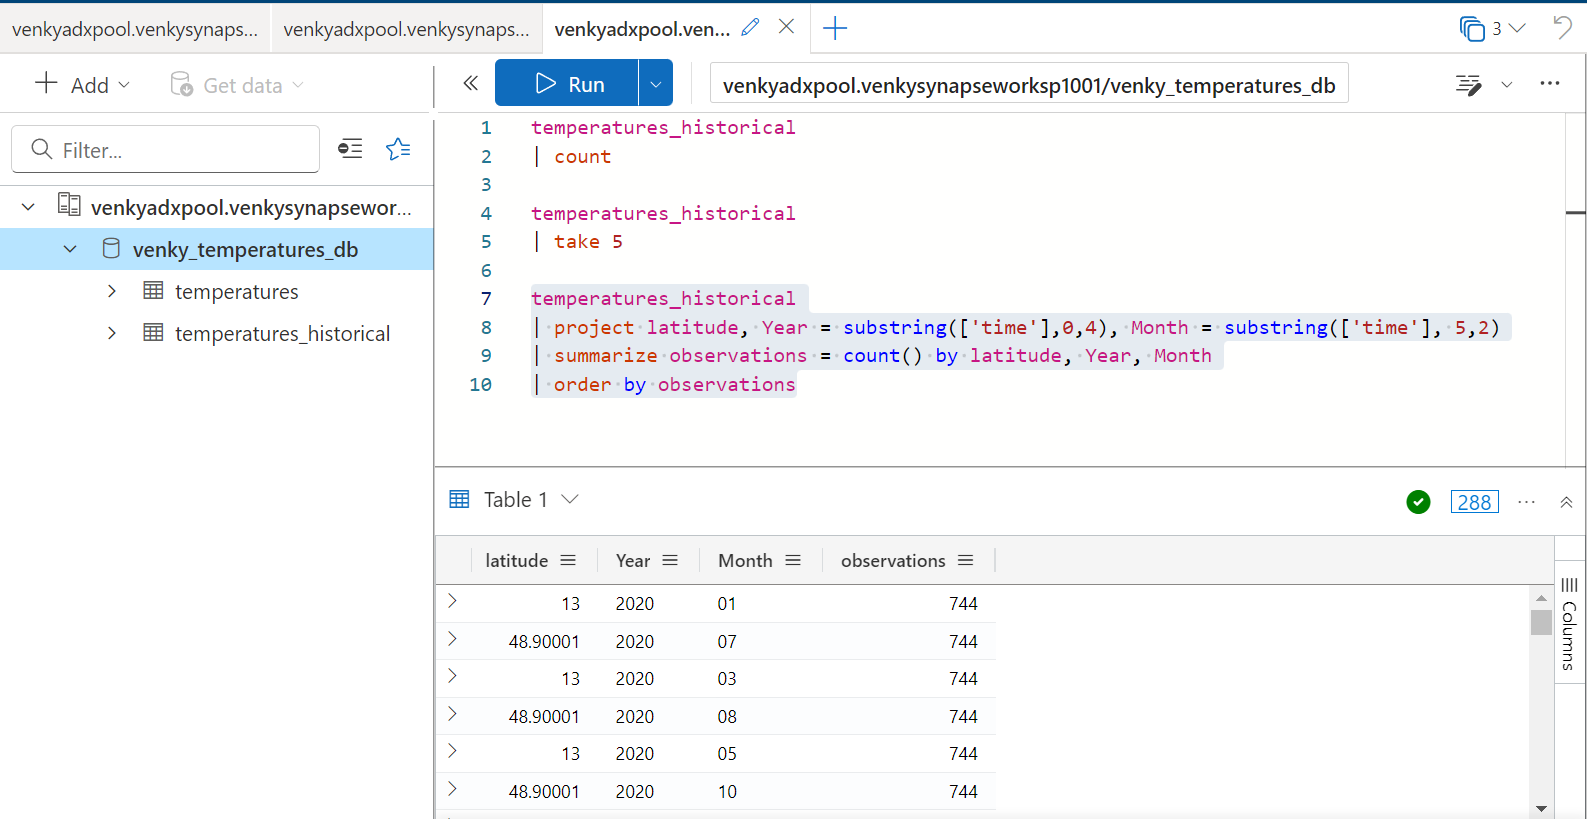 venkyadxpool.venkysynaps...
venkyadxpool.venkysynaps...
venkyadxpool.ven...
3
Add
Get data
Run
venkyadxpool.venkysynapseworksp1001/venky_temperatures_db
Filter...
venkyadxpool.venkysynapsewor...
venky_temperatures_db
temperatures
temperatures_historical
1 temperatures_historical
2 | count
3
4 temperatures_historical
5 | take 5
6
7 temperatures_historical
8 | project latitude, Year = substring(['time'],0,4), Month = substring(['time'], 5,2)
9 | summarize observations = count() by latitude, Year, Month
10 | order by observations
Table 1
288
latitude Year Month observations
13 2020 01 744
48.90001 2020 07 744
13 2020 03 744
48.90001 2020 08 744
13 2020 05 744
48.90001 2020 10 744
Columns